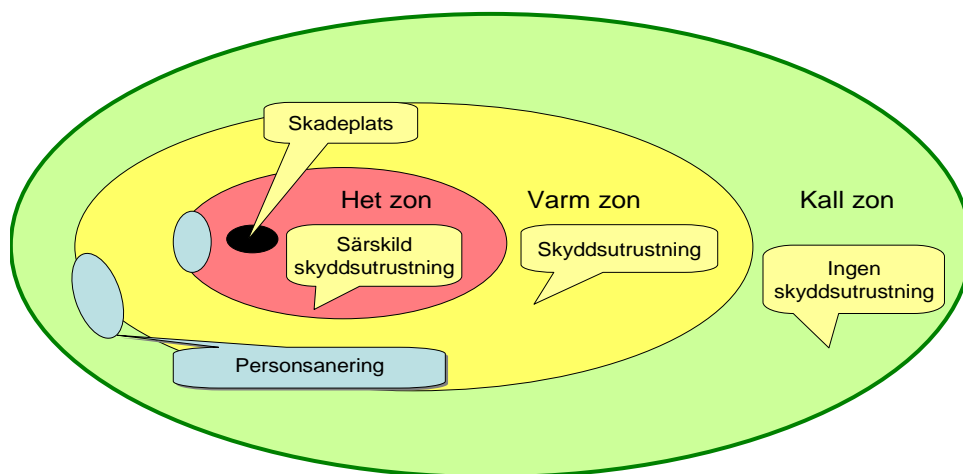 Skadeplats
Het zon
Varm zon
Kall zon
Särskild
skyddsutrustning
Skyddsutrustning
Ingen
skyddsutrustning
Personsanering